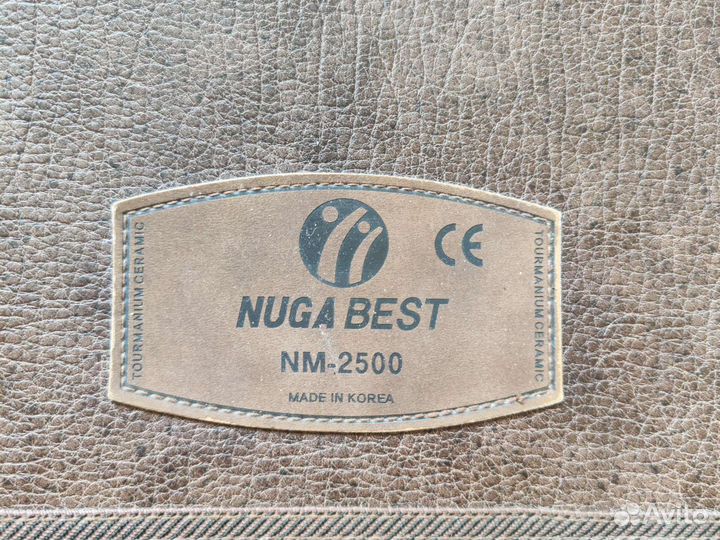 CE
TOURMANIUM CERAMIC
TOURMANIUM CERAMIC
NUGA BEST
NM-2500
MADE IN KOREA
Avito